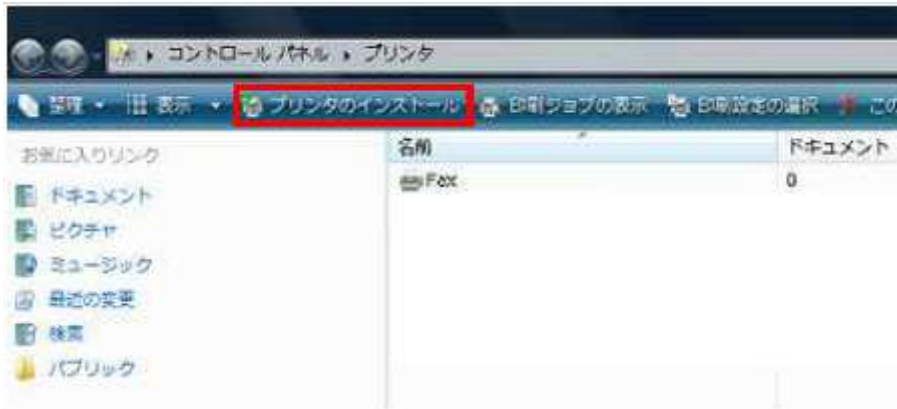 コントロール パネル ▸ プリンタ
整理 表示 プリンタのインストール 印刷ジョブの表示 印刷設定の選択 この
お気に入りリンク
名前 ドキュメント
Fax 0
ドキュメント
ピクチャ
ミュージック
最近の変更
検索
パブリック